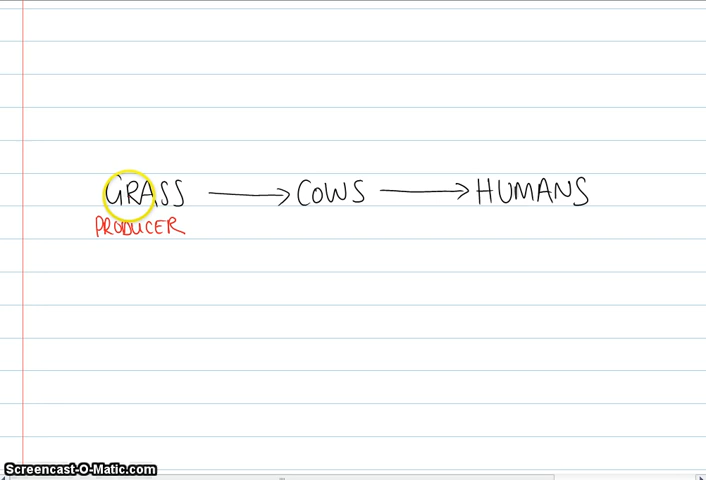 GRASS → COWS → HUMANS
PRODUCER
Screencast-O-Matic.com